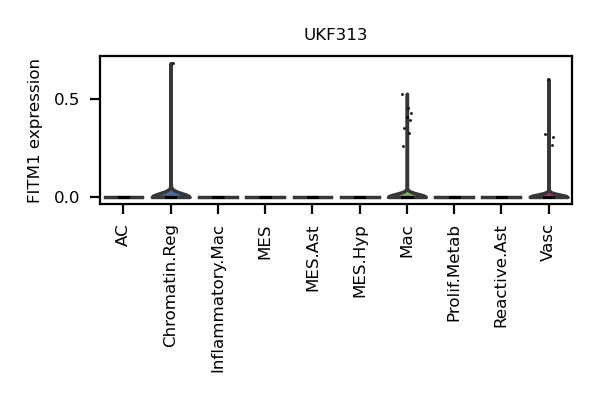 UKF313
FITM1 expression
0.5
0.0
AC
Chromatin.Reg
Inflammatory.Mac
MES
MES.Ast
MES.Hyp
Mac
Prolif.Metab
Reactive.Ast
Vasc